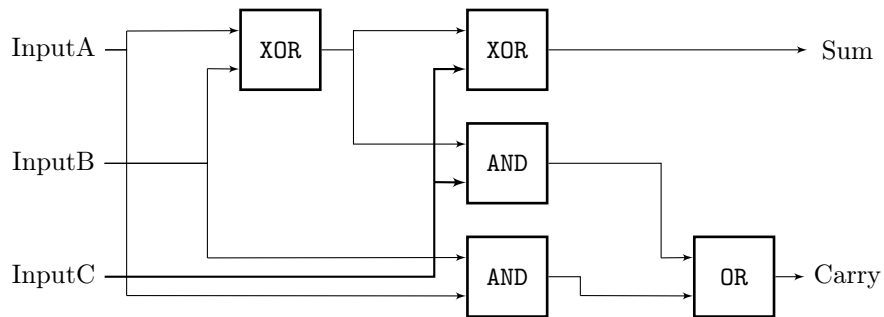 InputA XOR XOR Sum
InputB AND
InputC AND OR Carry